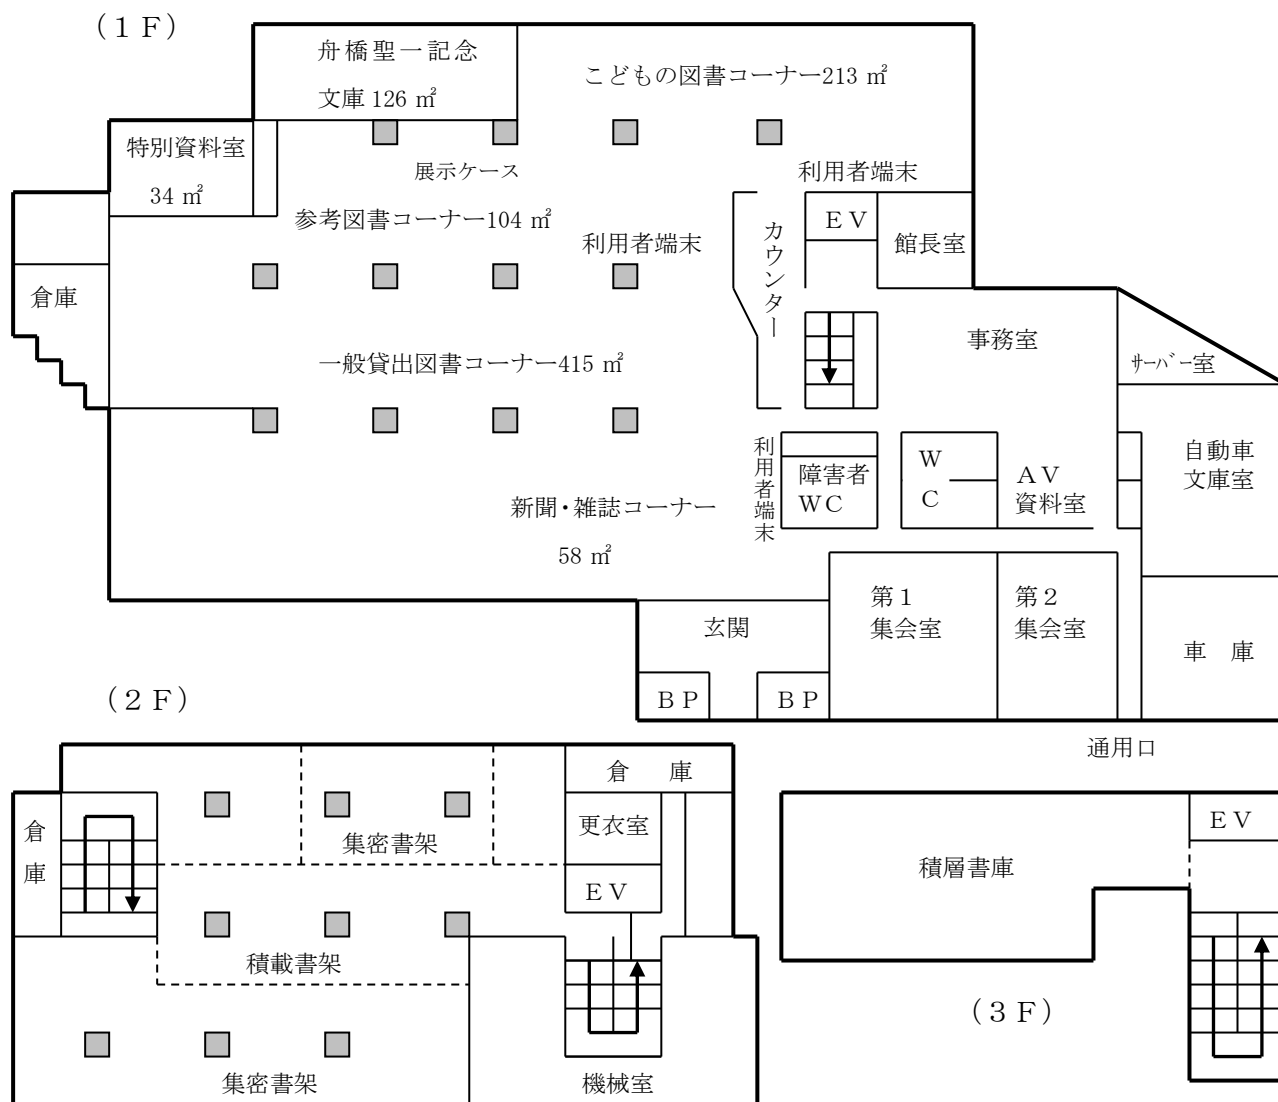 （１Ｆ）
舟橋聖一記念
文庫 126 ㎡
こどもの図書コーナー213 ㎡
特別資料室
34 ㎡
展示ケース
利用者端末
参考図書コーナー104 ㎡
利用者端末
カウンター
ＥＶ
館長室
倉庫
一般貸出図書コーナー415 ㎡
事務室
ｻｰﾊﾞｰ室
利用者端末
障害者
ＷＣ
Ｗ
Ｃ
ＡＶ
資料室
自動車
文庫室
新聞・雑誌コーナー
58 ㎡
玄関
ＢＰ
ＢＰ
第１
集会室
第２
集会室
車　庫
通用口
（２Ｆ）
倉　庫
倉
庫
集密書架
更衣室
ＥＶ
積載書架
集密書架
機械室
ＥＶ
積層書庫
（３Ｆ）